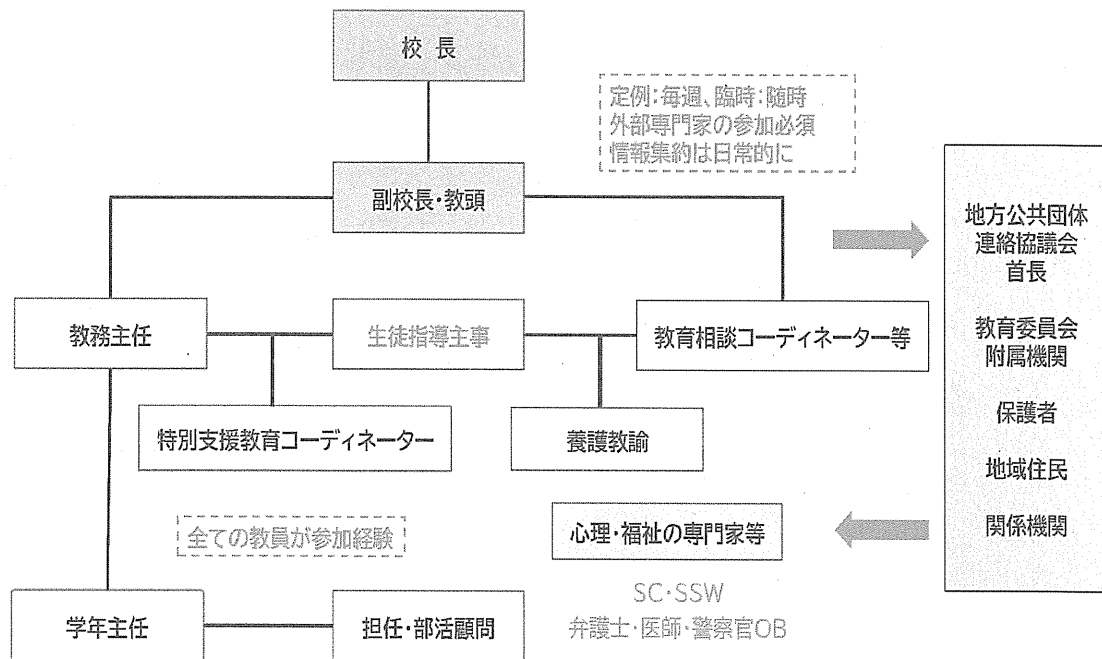 校 長
定例：毎週、臨時：随時
外部専門家の参加必須
情報集約は日常的に
副校長・教頭
地方公共団体
連絡協議会
首長
教育委員会
附属機関
保護者
地域住民
関係機関
教務主任
生徒指導主事
教育相談コーディネーター等
特別支援教育コーディネーター
養護教諭
全ての教員が参加経験
心理・福祉の専門家等
SC・SSW
弁護士・医師・警察官OB
学年主任
担任・部活顧問